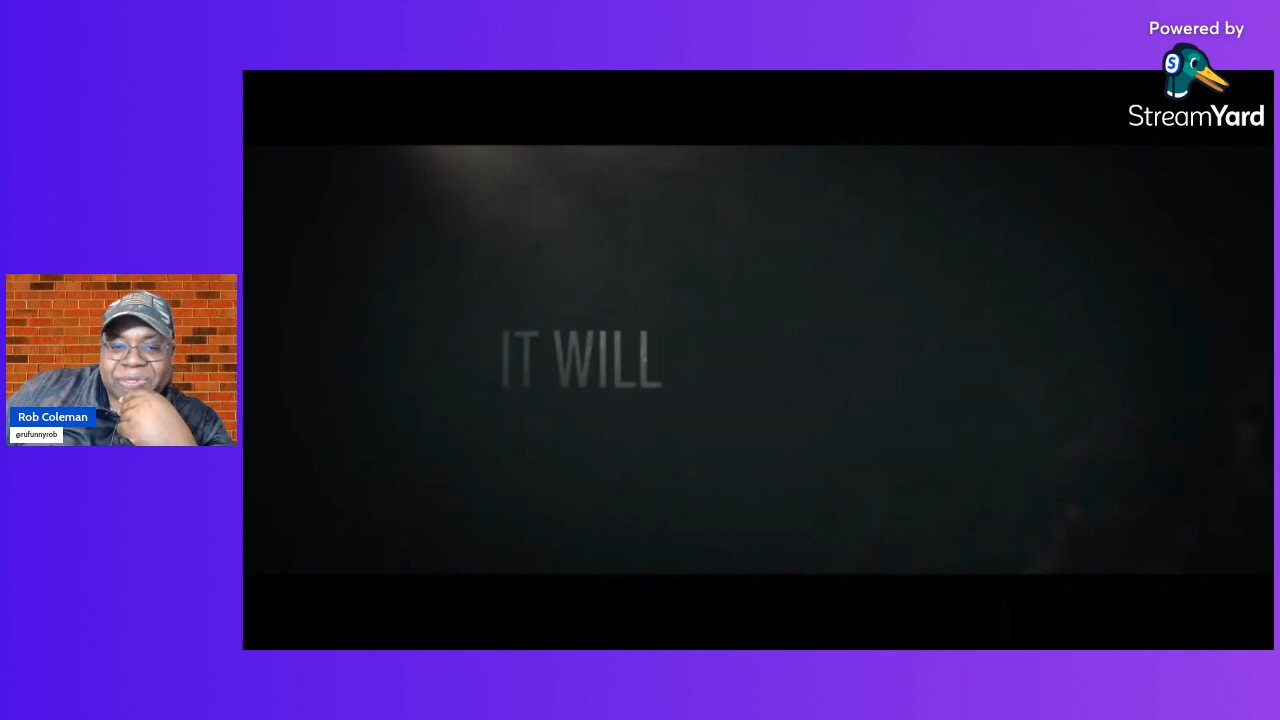 Powered by
S
StreamYard
IT WILL
Rob Coleman
@rufunnyrob